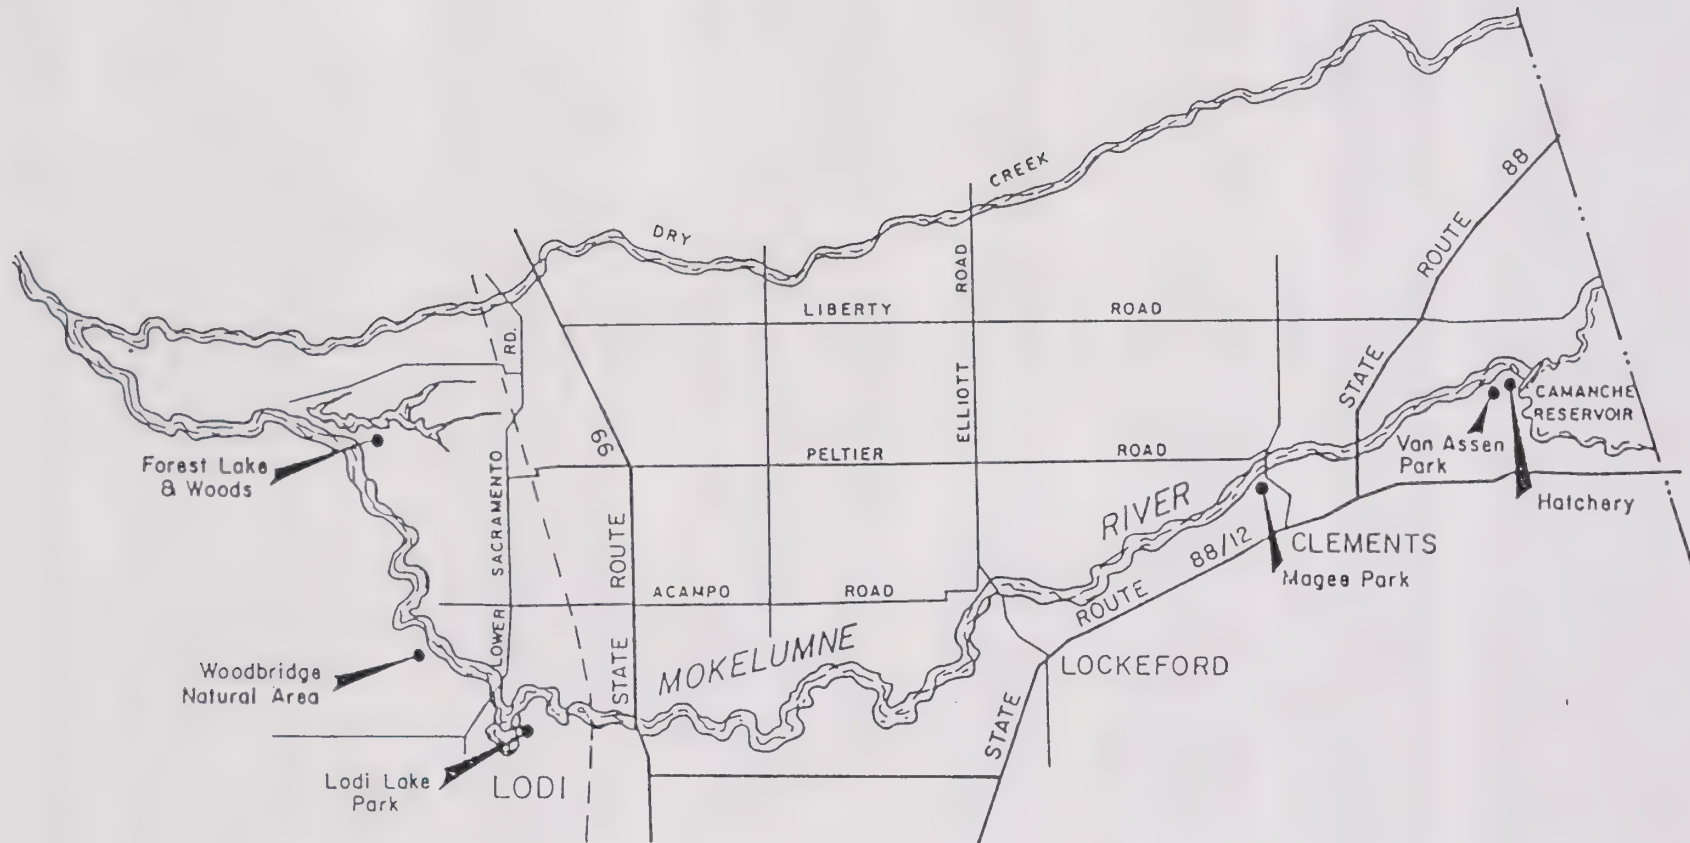 88
CREEK
DRY
ROUTE
ROAD
LIBERTY
ROAD
RD.
STATE
CAMANCHE
RESERVOIR
ELLIOTT
66
PELTIER
ROAD
Van Assen
Park
Forest Lake
& Woods
Hatchery
RIVER
SACRAMENTO
ROUTE
88/12
CLEMENTS
Magee Park
ACAMPO
ROAD
ROUTE
LOWER
MOKELUMNE
STATE
LOCKEFORD
Woodbridge
Natural Area
STATE
Lodi Lake
Park
LODI